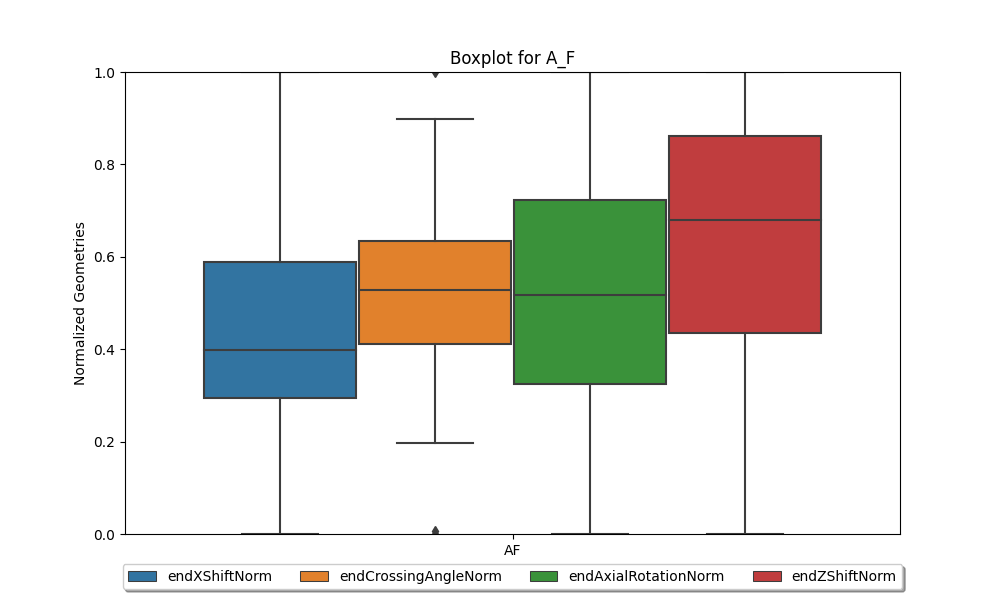 Boxplot for A_F
1.0
0.8
0.6
0.4
0.2
0.0
Normalized Geometries
AF
endXShiftNorm endCrossingAngleNorm endAxialRotationNorm endZShiftNorm